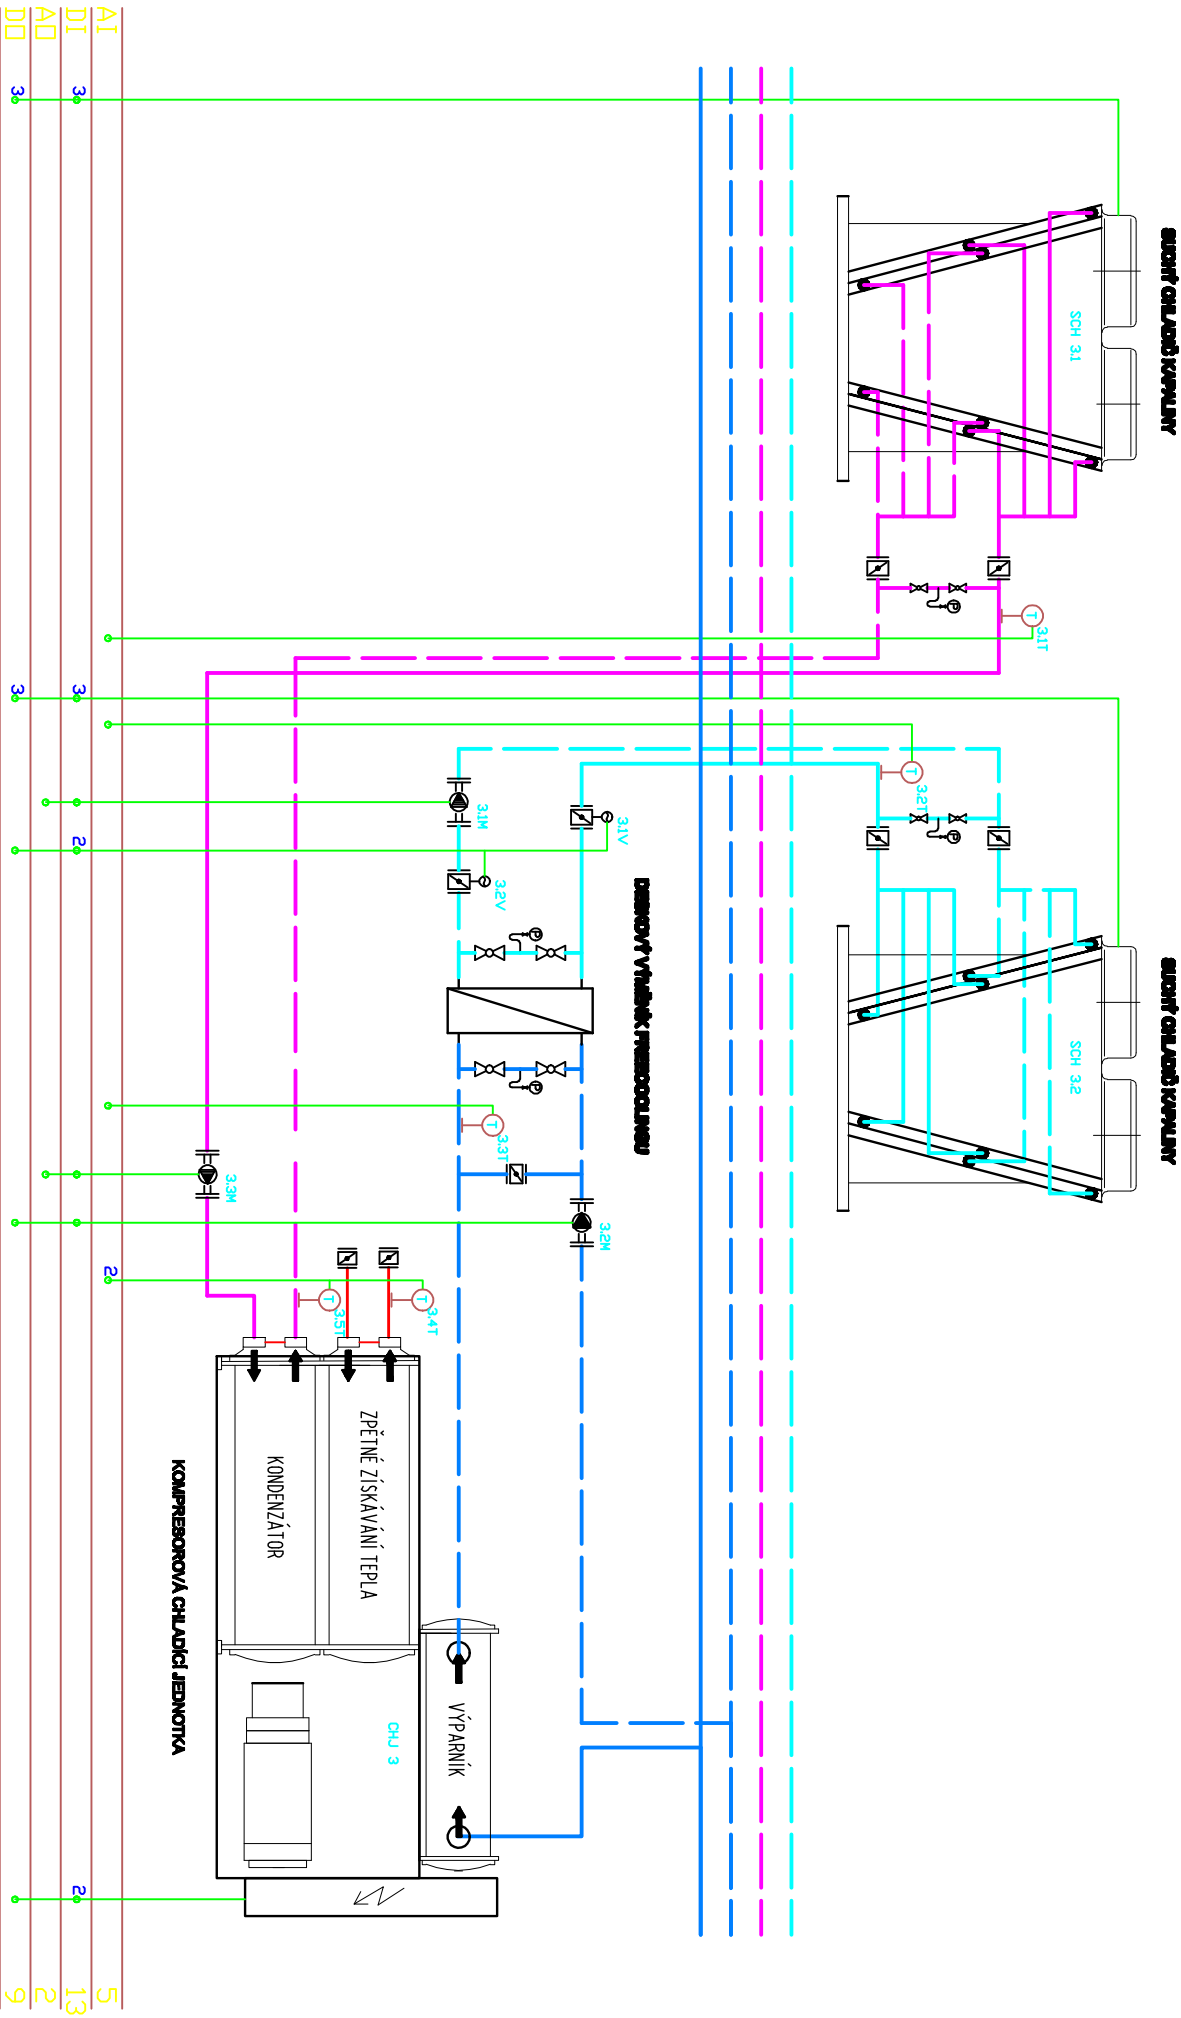 SUCHÝ CHLADIČ KAPALINY
SCH 3.1
3.1T
SUCHÝ CHLADIČ KAPALINY
SCH 3.2
3.2T
P
P
T
T
3.1V
3.1M
3.2V
P
DESKOVÝ VÝMĚNÍK FREECOOLINGU
P
T
3.3T
3.2M
3.3M
T
3.4T
T
3.5T
ZPĚTNÉ ZÍSKÁVÁNÍ TEPLA
KONDENZÁTOR
VÝPARNÍK
CHJ 3
KOMPRESOROVÁ CHLADÍCÍ JEDNOTKA
AI 2 5
DI 3 3 2 2 13
AO 2
DO 3 3 9